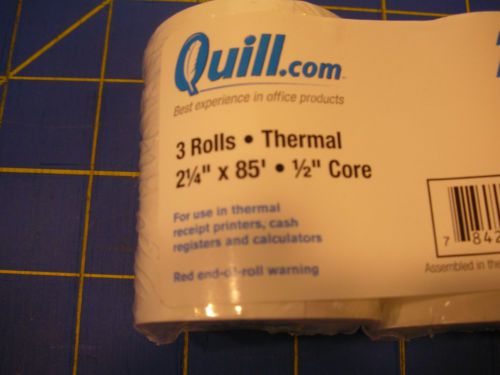 Quill.com
Best experience in office products
3 Rolls • Thermal
2¼" x 85' • ½" Core
For use in thermal
receipt printers, cash
registers and calculators
Red end-of-roll warning
7 842
Assembled in the